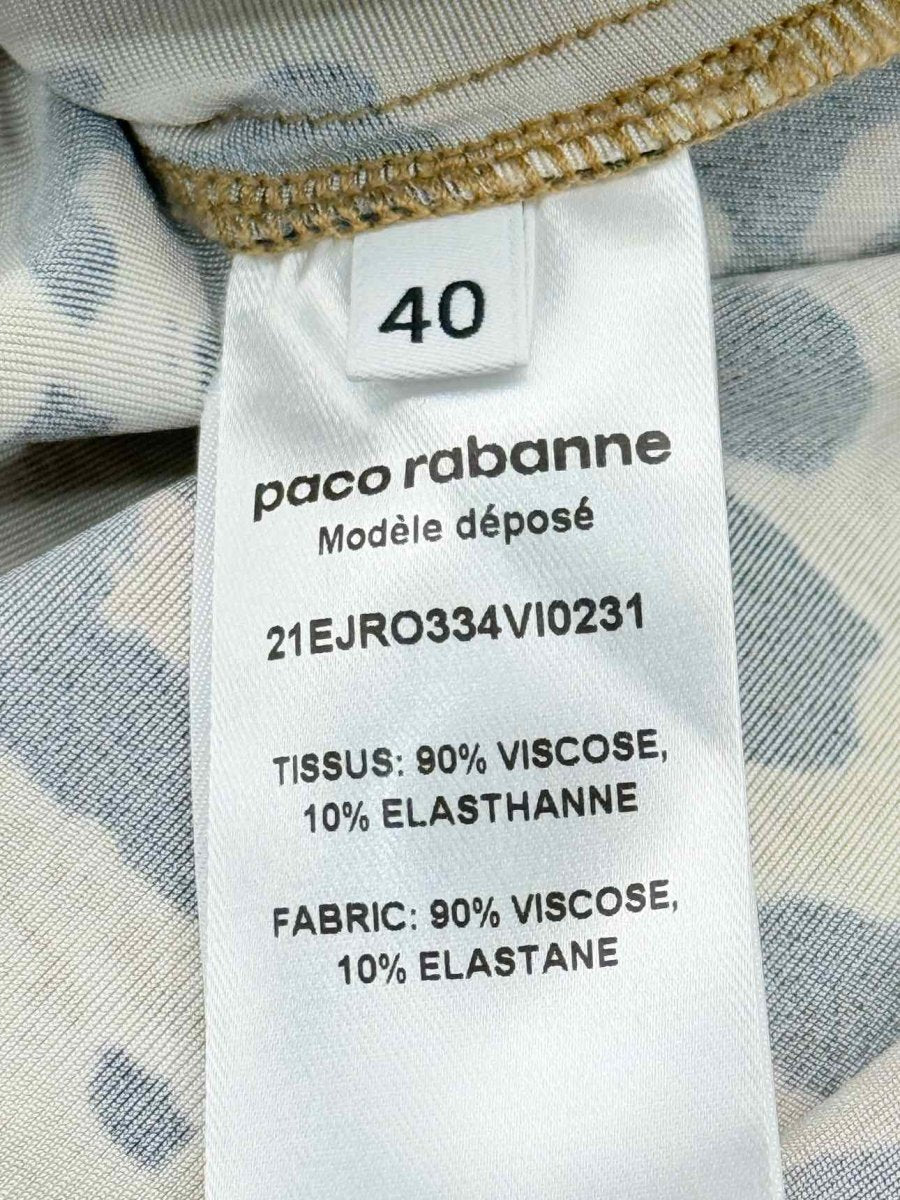 40
paco rabanne
Modèle déposé
21EJRO334VI0231
TISSUS: 90% VISCOSE,
10% ELASTHANNE
FABRIC: 90% VISCOSE,
10% ELASTANE